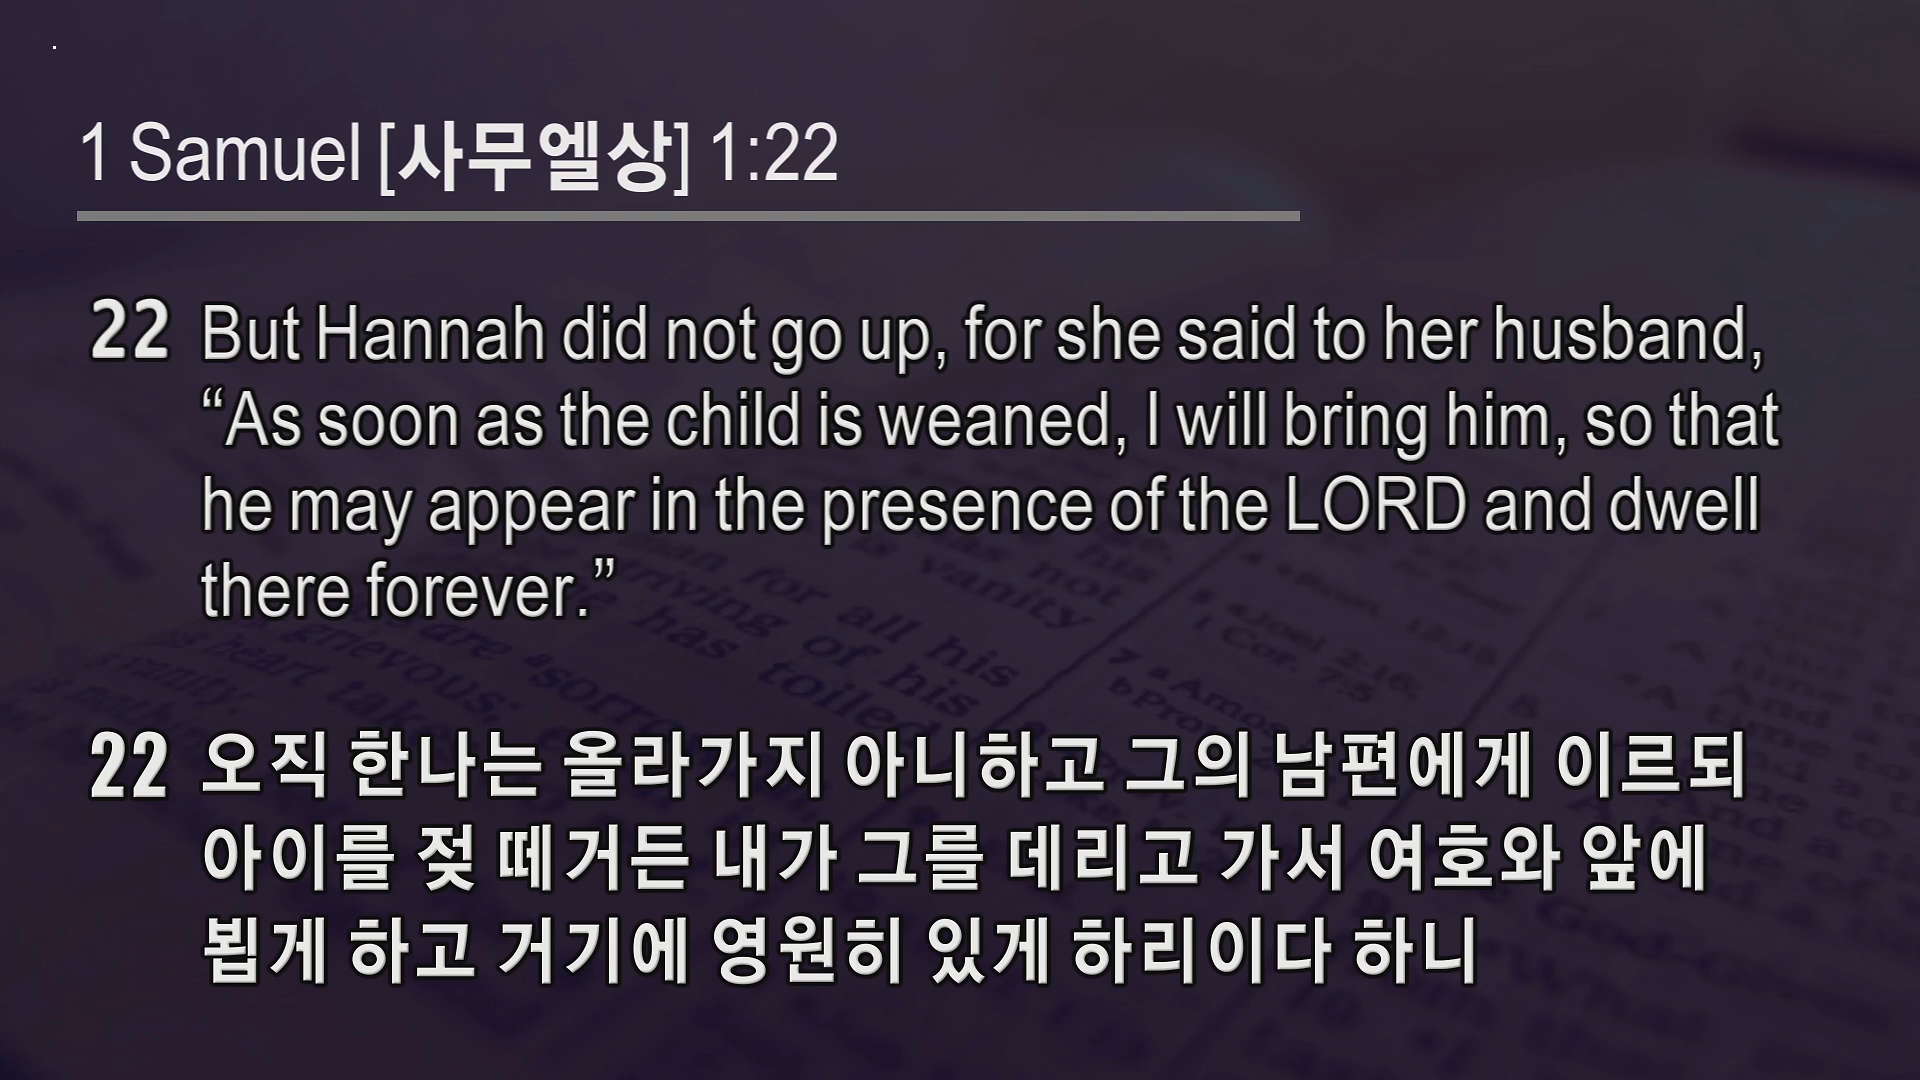 1 Samuel [사무엘상] 1:22
22 But Hannah did not go up, for she said to her husband,
“As soon as the child is weaned, I will bring him, so that
he may appear in the presence of the LORD and dwell
there forever.”
22 오직 한나는 올라가지 아니하고 그의 남편에게 이르되
아이를 젖 떼거든 내가 그를 데리고 가서 여호와 앞에
뵙게 하고 거기에 영원히 있게 하리이다 하니